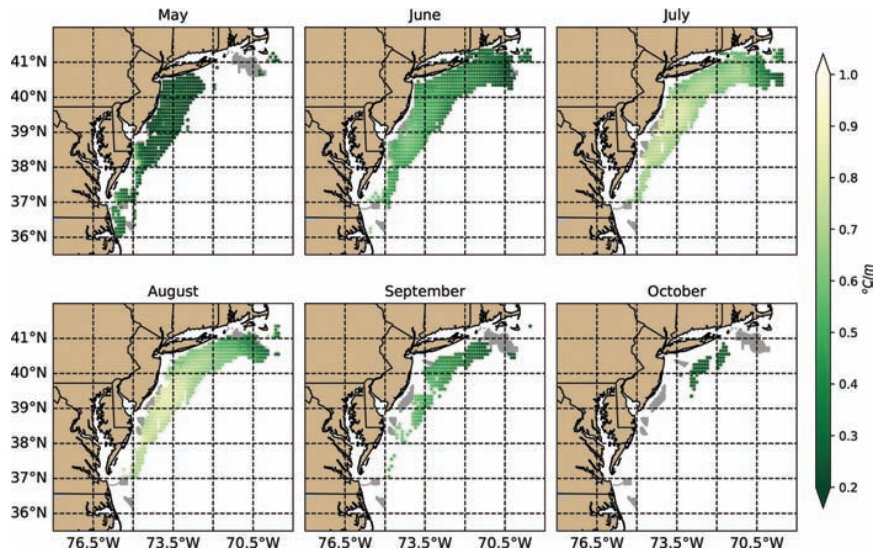 May
June
July
41°N
40°N
39°N
38°N
37°N
36°N
August
September
October
41°N
40°N
39°N
38°N
37°N
36°N
76.5°W 73.5°W 70.5°W
76.5°W 73.5°W 70.5°W
76.5°W 73.5°W 70.5°W
1.0
0.9
0.8
0.7
0.6
0.5
0.4
0.3
0.2
°C/m